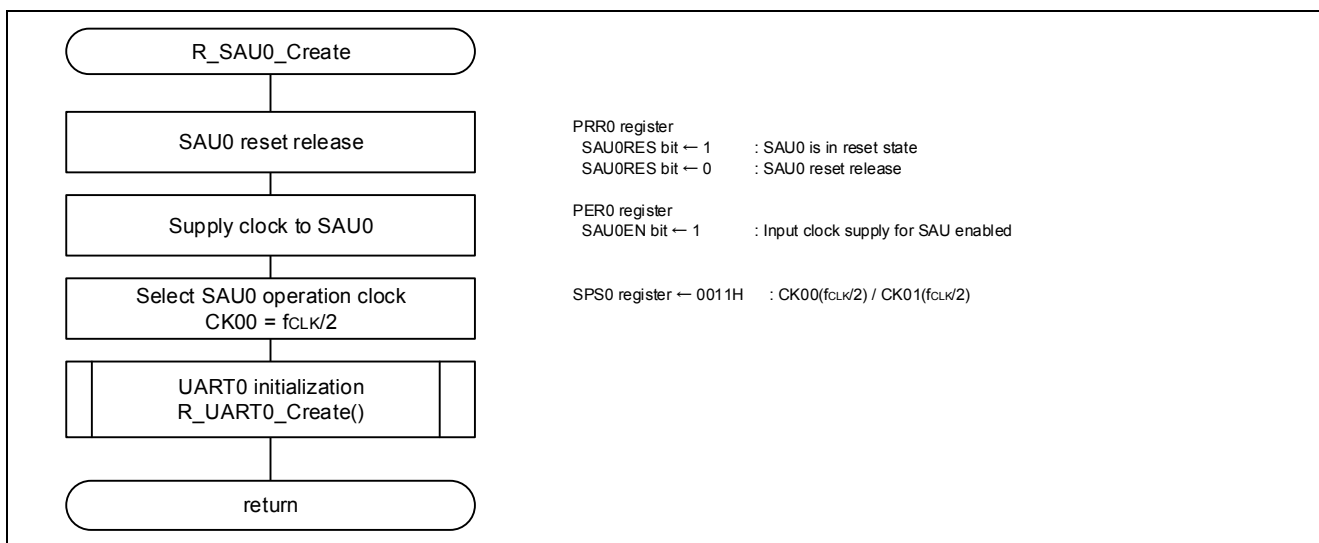 R_SAU0_Create
SAU0 reset release
PRR0 register
SAU0RES bit ← 1 : SAU0 is in reset state
SAU0RES bit ← 0 : SAU0 reset release
Supply clock to SAU0
PER0 register
SAU0EN bit ← 1 : Input clock supply for SAU enabled
Select SAU0 operation clock
CK00 = fCLK/2
SPS0 register ← 0011H : CK00(fCLK/2) / CK01(fCLK/2)
UART0 initialization
R_UART0_Create()
return